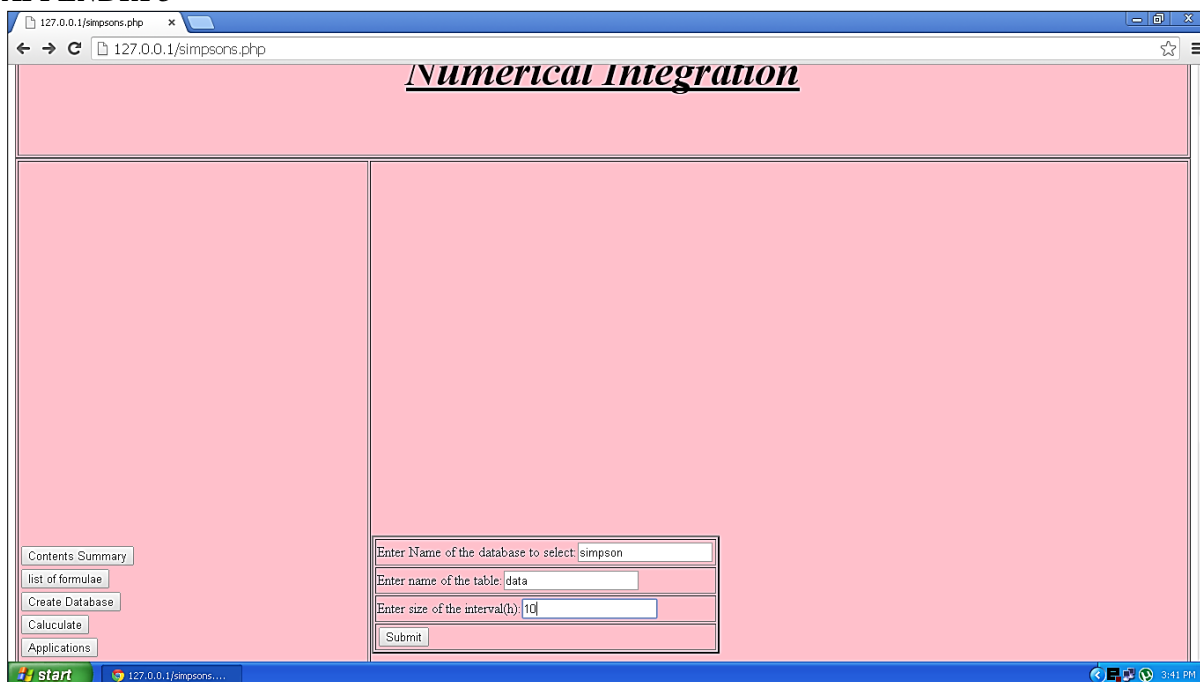 127.0.0.1/simpsons.php
127.0.0.1/simpsons.php
Numerical Integration
Contents Summary
list of formulae
Create Database
Caluculate
Applications
Enter Name of the database to select: simpson
Enter name of the table: data
Enter size of the interval(h): 10
Submit
start
127.0.0.1/simpsons....
3:41 PM